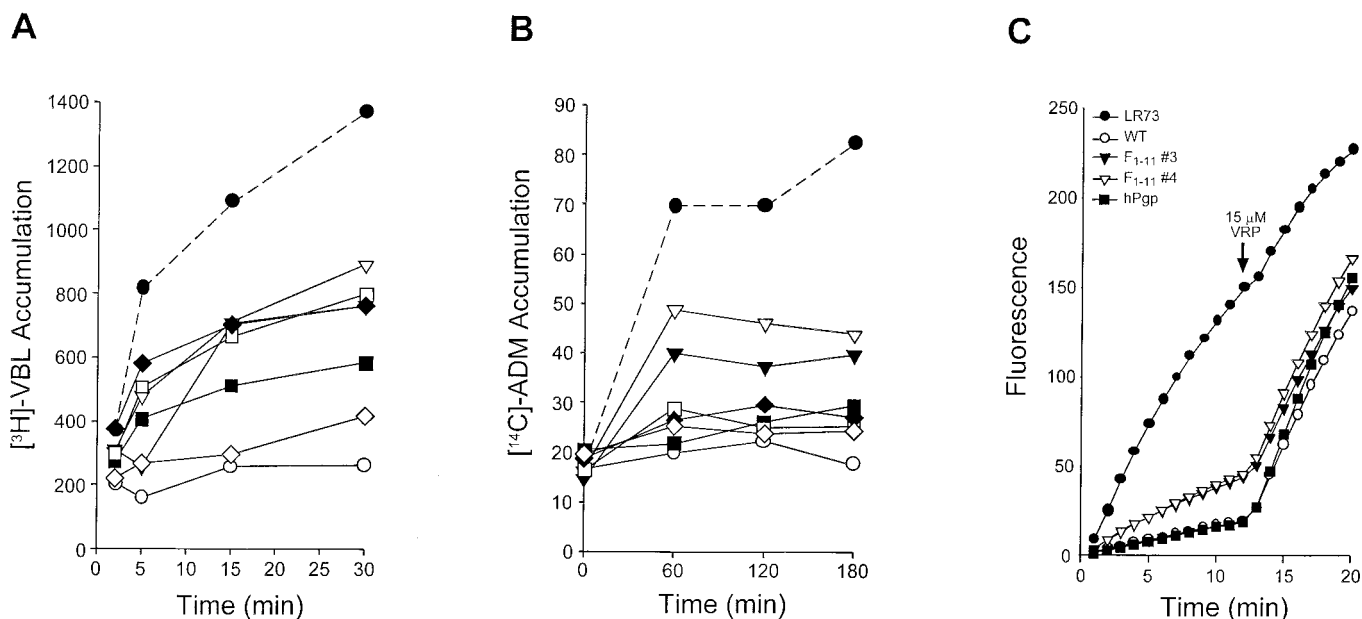 A
[³H]-VBL Accumulation
1400
1200
1000
800
600
400
200
0
0 5 10 15 20 25 30
Time (min)
B
[¹⁴C]-ADM Accumulation
90
80
70
60
50
40
30
20
10
0
0 60 120 180
Time (min)
C
Fluorescence
250
200
150
100
50
0
LR73
WT
F₁₋₁₁ #3
F₁₋₁₁ #4
hPgp
15 μM
VRP
0 5 10 15 20
Time (min)